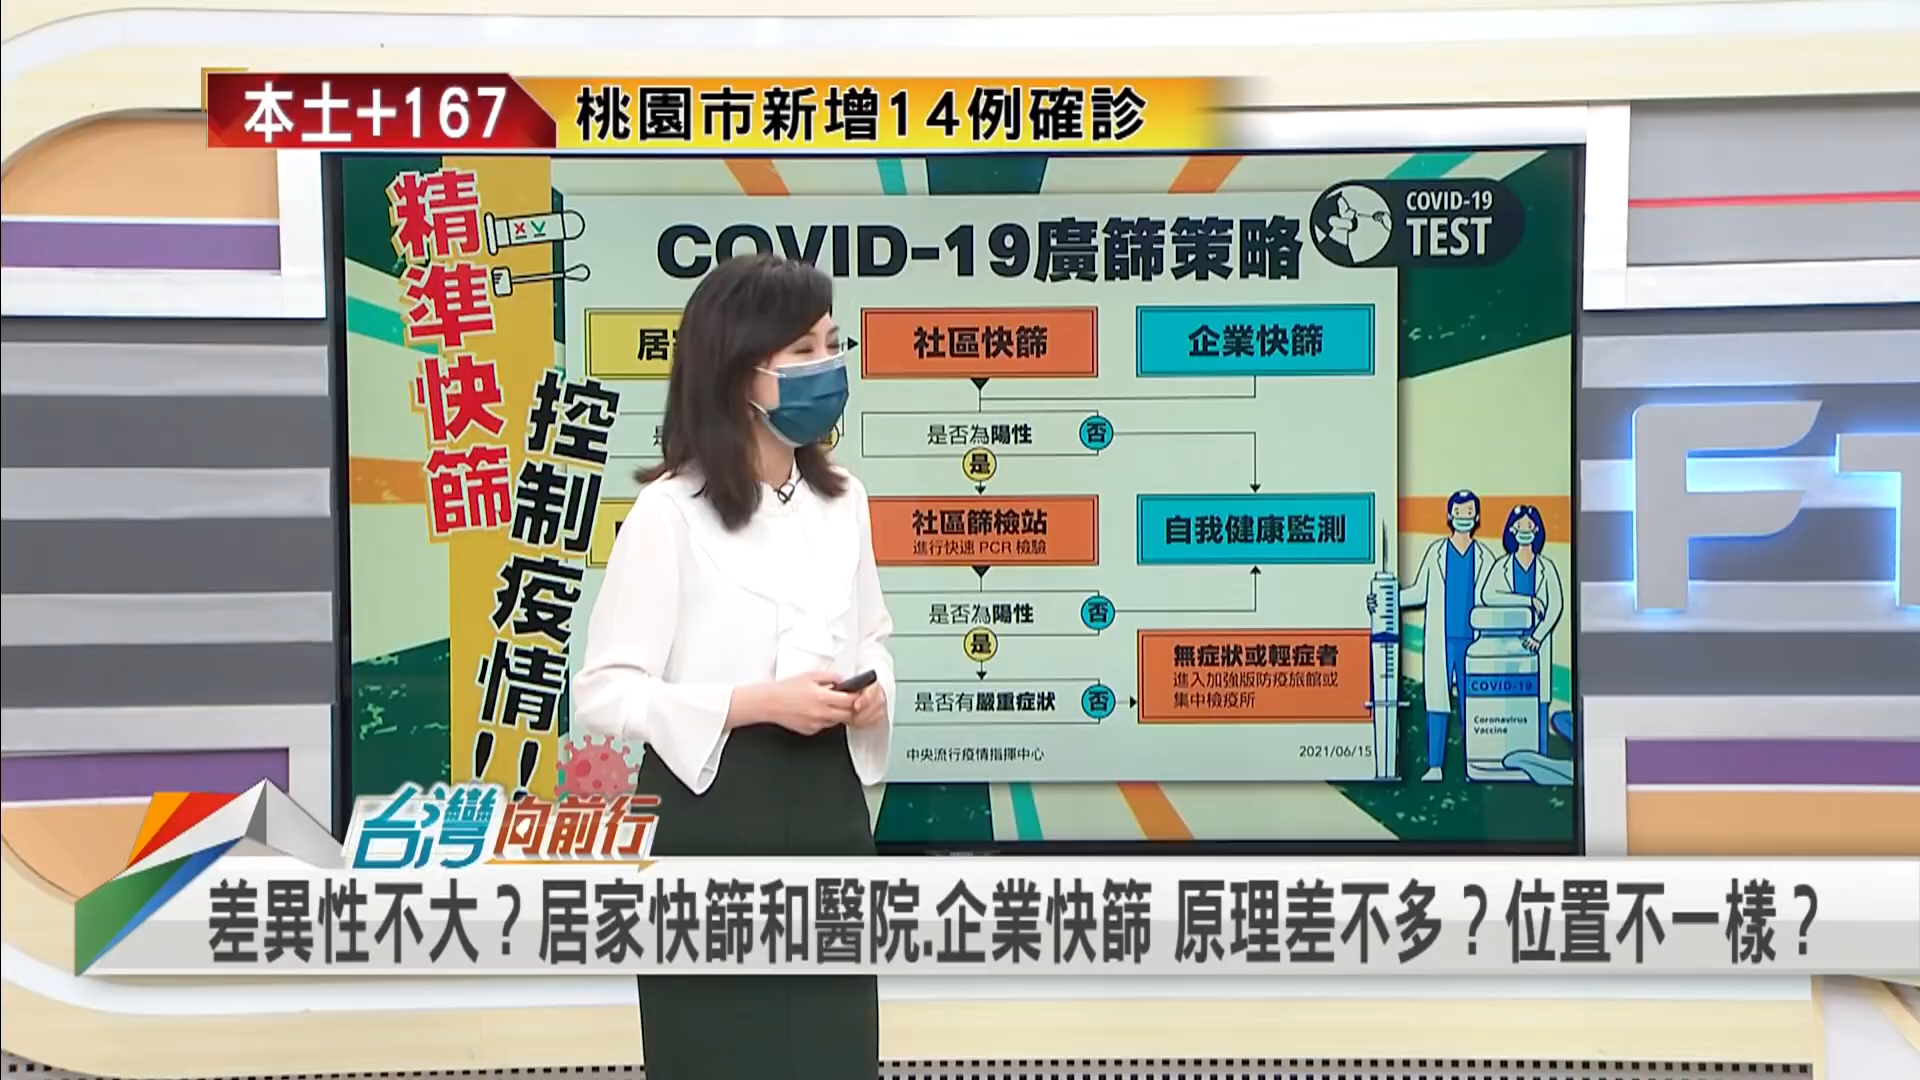 本土+167
桃園市新增14例確診
精準快篩
控制疫情!!
COVID-19廣篩策略
COVID-19
TEST
居
社區快篩
企業快篩
是否為陽性
否
是
社區篩檢站
進行快速 PCR 檢驗
自我健康監測
是否為陽性
否
是
是否有嚴重症狀
否
無症狀或輕症者
進入加強版防疫旅館或
集中檢疫所
COVID-19
Coronavirus
Vaccine
中央流行疫情指揮中心
2021/06/15
FT
台灣向前行
差異性不大？居家快篩和醫院.企業快篩 原理差不多？位置不一樣？